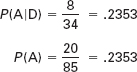 P(A|D) = 8/34 = .2353
P(A) = 20/85 = .2353